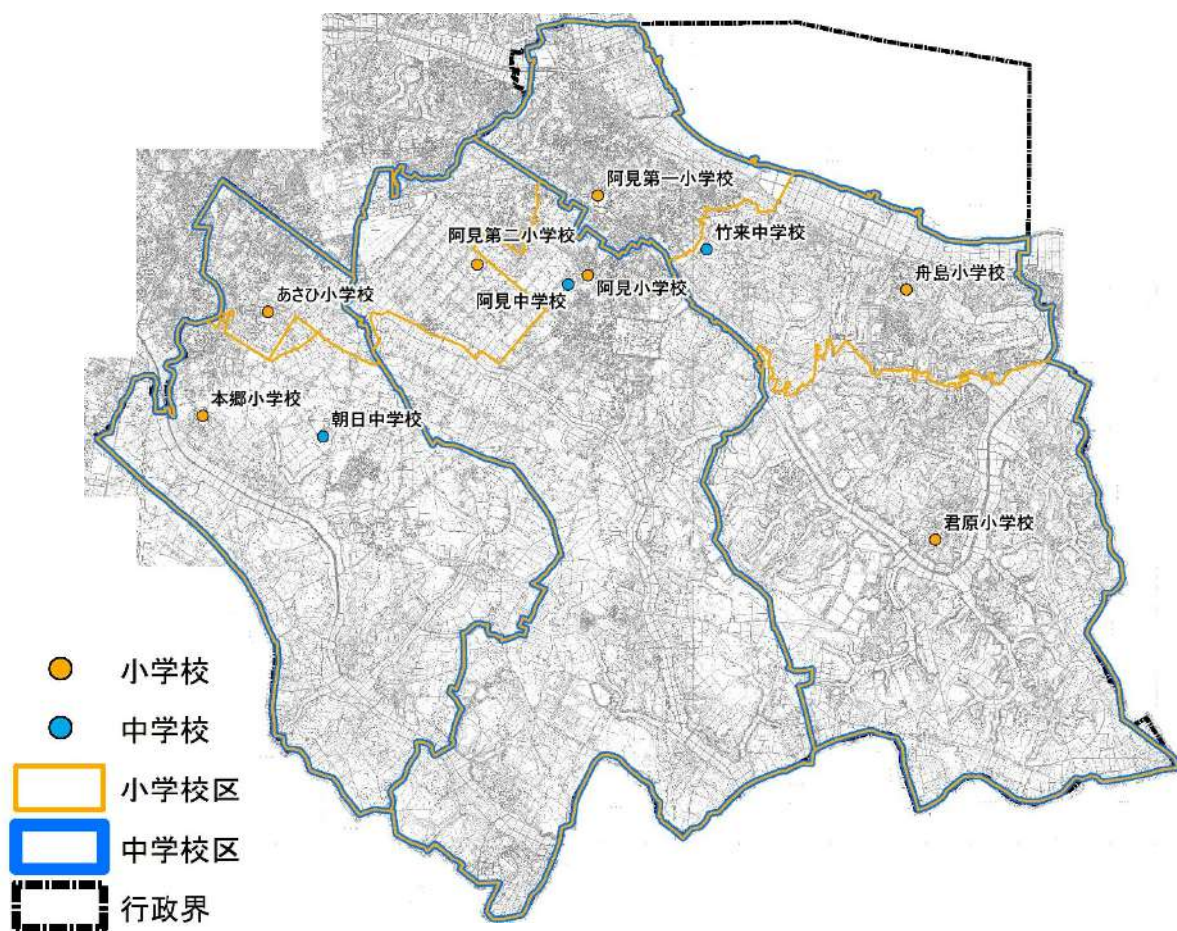 阿見第一小学校
竹来中学校
阿見第二小学校
舟島小学校
阿見中学校
阿見小学校
あさひ小学校
本郷小学校
朝日中学校
君原小学校
小学校
中学校
小学校区
中学校区
行政界